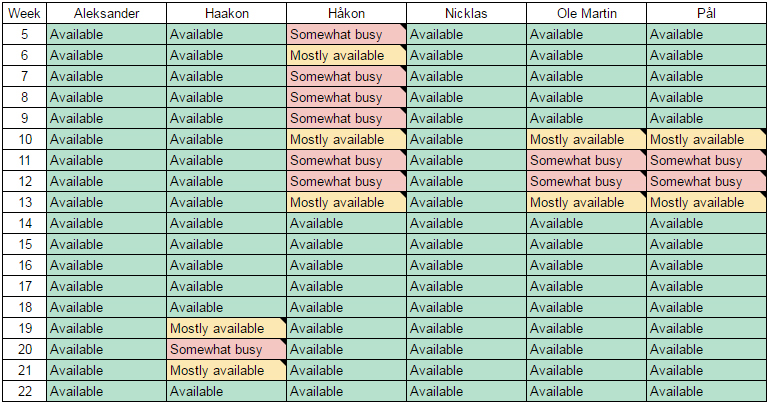 Week Aleksander Haakon Håkon Nicklas Ole Martin Pål
5 Available Available Somewhat busy Available Available Available
6 Available Available Mostly available Available Available Available
7 Available Available Somewhat busy Available Available Available
8 Available Available Somewhat busy Available Available Available
9 Available Available Somewhat busy Available Available Available
10 Available Available Mostly available Available Mostly available Mostly available
11 Available Available Somewhat busy Available Somewhat busy Somewhat busy
12 Available Available Somewhat busy Available Somewhat busy Somewhat busy
13 Available Available Mostly available Available Mostly available Mostly available
14 Available Available Available Available Available Available
15 Available Available Available Available Available Available
16 Available Available Available Available Available Available
17 Available Available Available Available Available Available
18 Available Available Available Available Available Available
19 Available Mostly available Available Available Available Available
20 Available Somewhat busy Available Available Available Available
21 Available Mostly available Available Available Available Available
22 Available Available Available Available Available Available